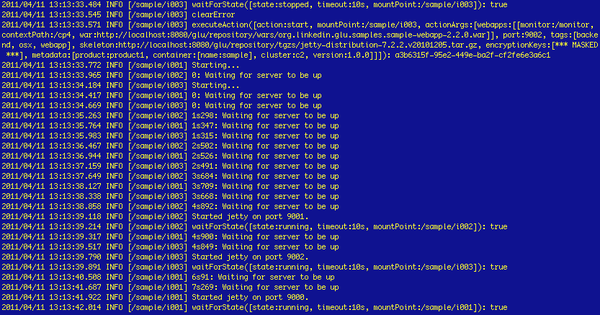 2011/04/11 13:13:33.484 INFO [/sample/i003] waitForState([state:stopped, timeout:10s, mountPoint:/sample/i003]): true
2011/04/11 13:13:33.545 INFO [/sample/i003] clearError
2011/04/11 13:13:33.571 INFO [/sample/i003] executeAction([action:start, mountPoint:/sample/i003, actionArgs:[webapps:[[monitor:/monitor,
contextPath:/cp4, war:http://localhost:8080/glu/repository/wars/org.linkedin.glu.samples.sample-webapp-2.2.0.war]], port:9002, tags:[backe
end, osx, webapp], skeleton:http://localhost:8080/glu/repository/tgzs/jetty-distribution-7.2.2.v20101205.tar.gz, encryptionKeys:[*** MASKED
***], metadata:[product:product1, container:[name:sample], cluster:c2, version:1.0.0]]]): a3b6315f-95e2-449e-ba2f-cf2fe6e3a6c1
2011/04/11 13:13:33.772 INFO [/sample/i001] Starting...
2011/04/11 13:13:33.965 INFO [/sample/i002] 0: Waiting for server to be up
2011/04/11 13:13:34.184 INFO [/sample/i003] Starting...
2011/04/11 13:13:34.417 INFO [/sample/i001] 0: Waiting for server to be up
2011/04/11 13:13:34.669 INFO [/sample/i003] 0: Waiting for server to be up
2011/04/11 13:13:35.263 INFO [/sample/i002] 1s298: Waiting for server to be up
2011/04/11 13:13:35.764 INFO [/sample/i001] 1s347: Waiting for server to be up
2011/04/11 13:13:35.983 INFO [/sample/i003] 1s315: Waiting for server to be up
2011/04/11 13:13:36.467 INFO [/sample/i002] 2s502: Waiting for server to be up
2011/04/11 13:13:36.944 INFO [/sample/i001] 2s526: Waiting for server to be up
2011/04/11 13:13:37.159 INFO [/sample/i003] 2s491: Waiting for server to be up
2011/04/11 13:13:37.649 INFO [/sample/i002] 3s684: Waiting for server to be up
2011/04/11 13:13:38.127 INFO [/sample/i001] 3s709: Waiting for server to be up
2011/04/11 13:13:38.338 INFO [/sample/i003] 3s668: Waiting for server to be up
2011/04/11 13:13:38.858 INFO [/sample/i002] 4s892: Waiting for server to be up
2011/04/11 13:13:39.118 INFO [/sample/i002] Started jetty on port 9001.
2011/04/11 13:13:39.214 INFO [/sample/i002] waitForState([state:running, timeout:10s, mountPoint:/sample/i002]): true
2011/04/11 13:13:39.317 INFO [/sample/i001] 4s900: Waiting for server to be up
2011/04/11 13:13:39.517 INFO [/sample/i003] 4s849: Waiting for server to be up
2011/04/11 13:13:39.790 INFO [/sample/i003] Started jetty on port 9002.
2011/04/11 13:13:39.891 INFO [/sample/i003] waitForState([state:running, timeout:10s, mountPoint:/sample/i003]): true
2011/04/11 13:13:40.508 INFO [/sample/i001] 6s91: Waiting for server to be up
2011/04/11 13:13:41.687 INFO [/sample/i001] 7s269: Waiting for server to be up
2011/04/11 13:13:41.922 INFO [/sample/i001] Started jetty on port 9000.
2011/04/11 13:13:42.014 INFO [/sample/i001] waitForState([state:running, timeout:10s, mountPoint:/sample/i001]): true